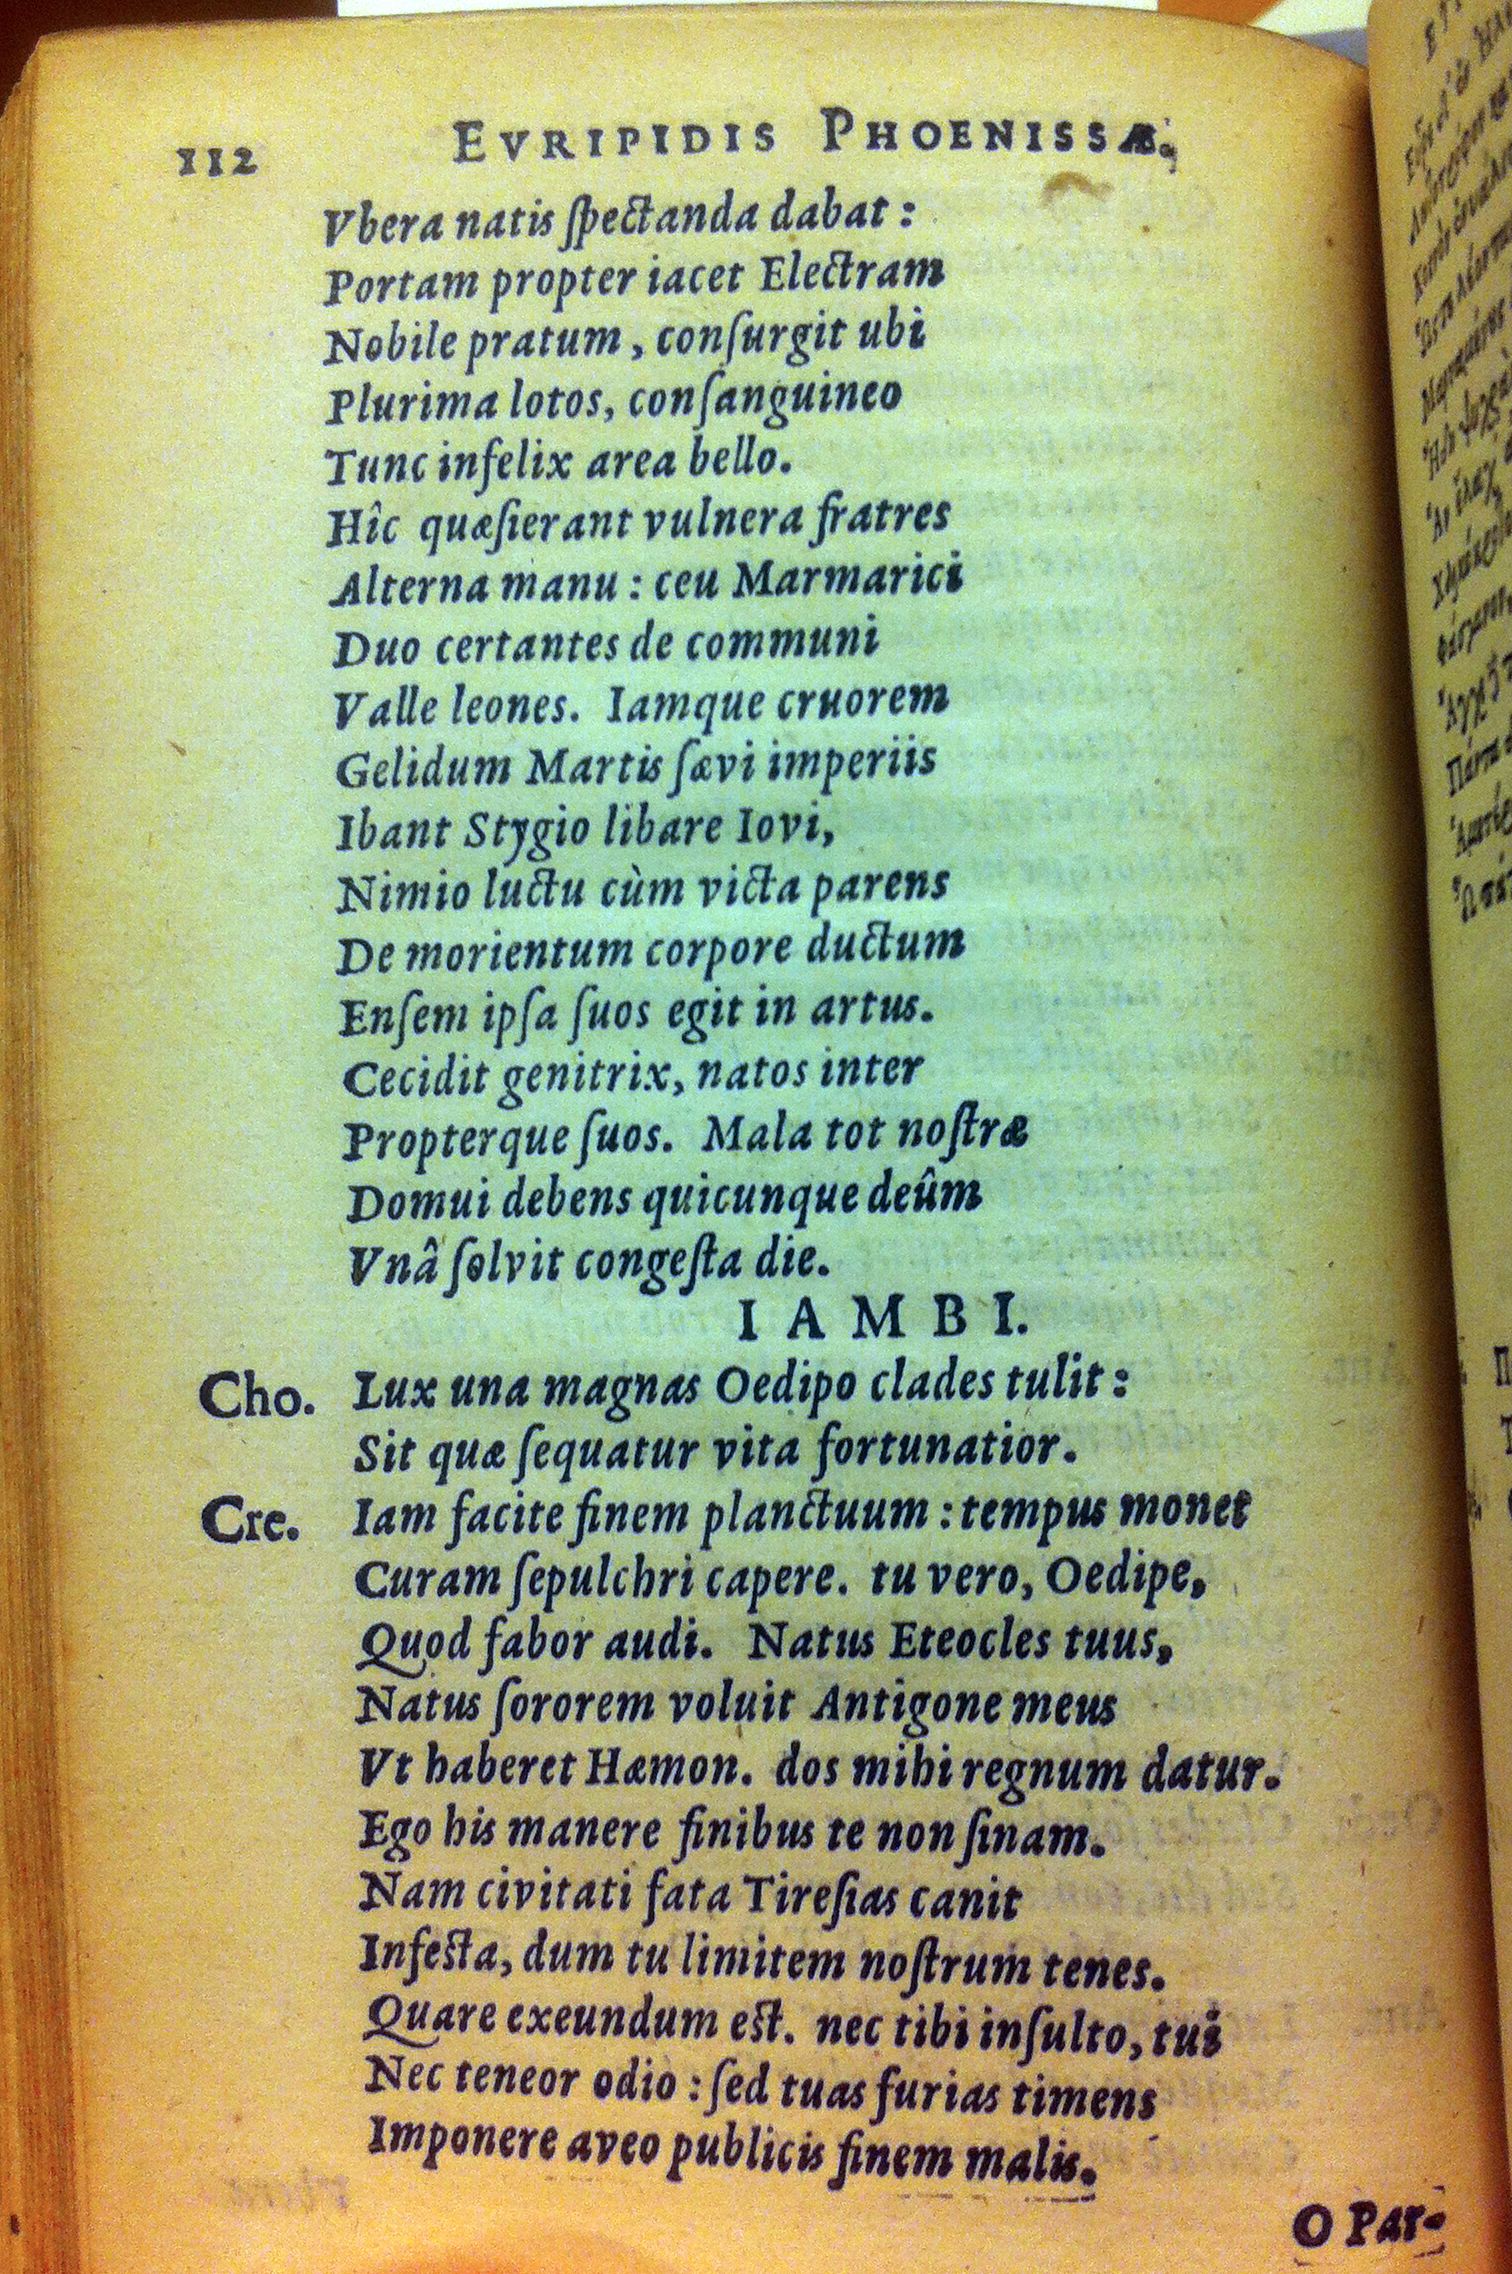 112 EVRIPIDIS PHOENISSÆ.
Vbera natis ſpectanda dabat :
Portam propter iacet Electram
Nobile pratum , conſurgit ubi
Plurima lotos, conſanguineo
Tunc infelix area bello.
Hîc quæſierant vulnera fratres
Alterna manu : ceu Marmarici
Duo certantes de communi
Valle leones. Iamque cruorem
Gelidum Martis ſævi imperiis
Ibant Stygio libare Iovi,
Nimio luctu cùm victa parens
De morientum corpore ductum
Enſem ipſa ſuos egit in artus.
Cecidit genitrix, natos inter
Propterque ſuos. Mala tot noſtræ
Domui debens quicunque deûm
Vnâ ſolvit congeſta die.
IAMBI.
Cho. Lux una magnas Oedipo clades tulit :
Sit quæ ſequatur vita fortunatior.
Cre. Iam facite finem planctuum : tempus monet
Curam ſepulchri capere. tu vero, Oedipe,
Quod fabor audi. Natus Eteocles tuus,
Natus ſororem voluit Antigone meus
Vt haberet Hæmon. dos mihi regnum datur.
Ego his manere finibus te non ſinam.
Nam civitati fata Tireſias canit
Infeſta, dum tu limitem noſtrum tenes.
Quare exeundum eſt. nec tibi inſulto, tui
Nec teneor odio : ſed tuas furias timens
Imponere aveo publicis finem malis.
O Par-